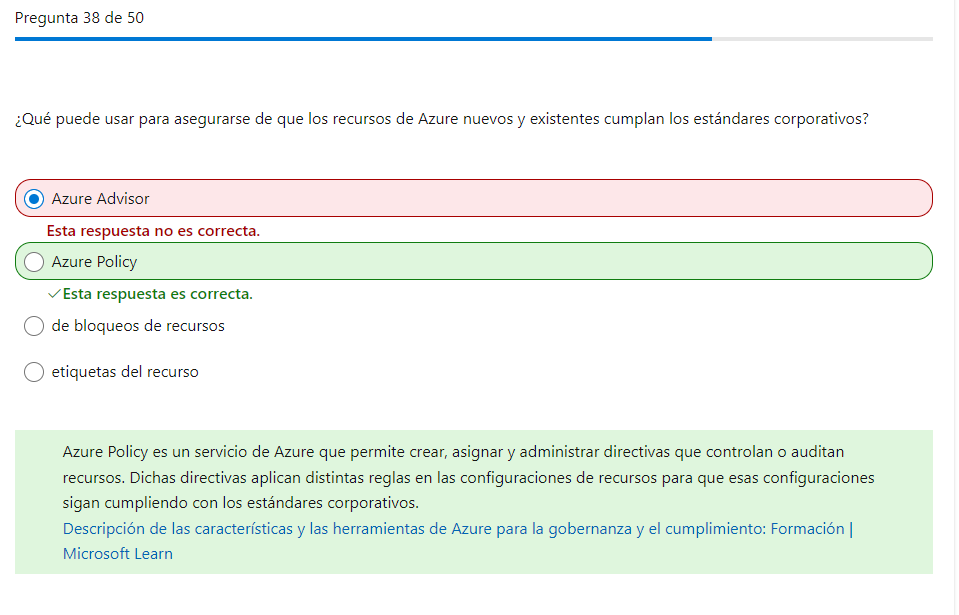 Pregunta 38 de 50
¿Qué puede usar para asegurarse de que los recursos de Azure nuevos y existentes cumplan los estándares corporativos?
Azure Advisor
Esta respuesta no es correcta.
Azure Policy
✓Esta respuesta es correcta.
de bloqueos de recursos
etiquetas del recurso
Azure Policy es un servicio de Azure que permite crear, asignar y administrar directivas que controlan o auditan
recursos. Dichas directivas aplican distintas reglas en las configuraciones de recursos para que esas configuraciones
sigan cumpliendo con los estándares corporativos.
Descripción de las características y las herramientas de Azure para la gobernanza y el cumplimiento: Formación |
Microsoft Learn